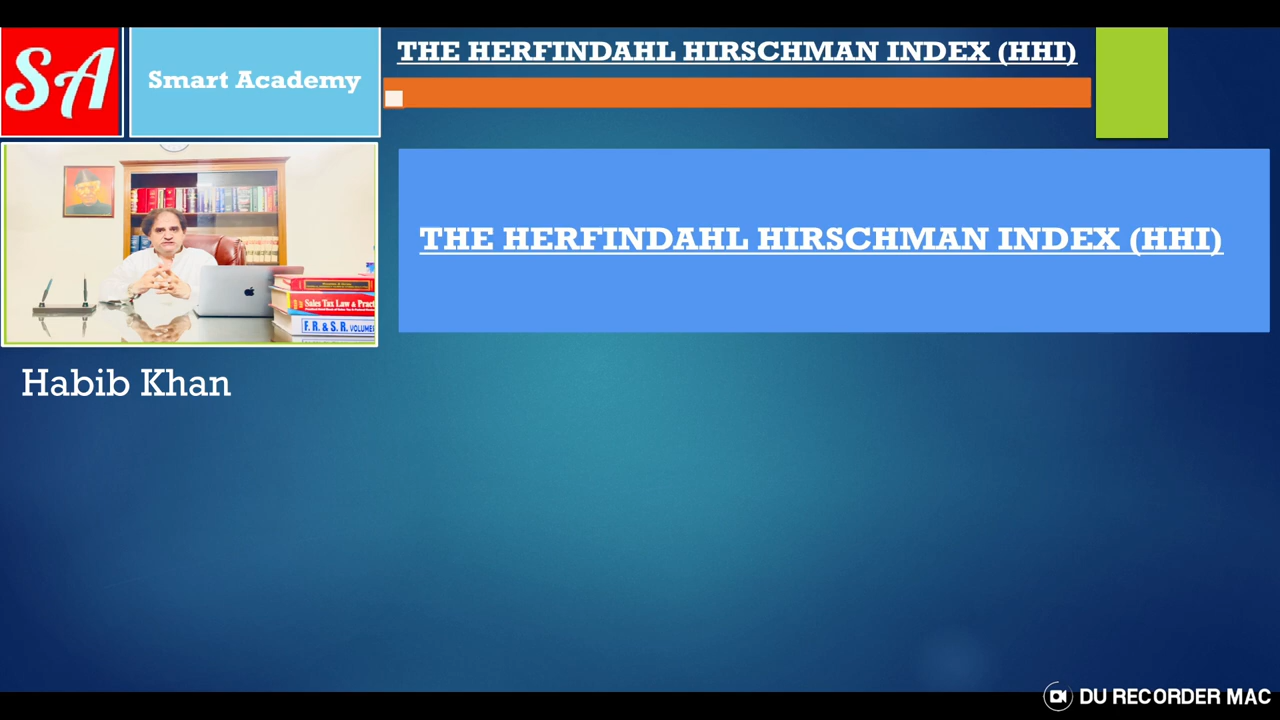 SA
Smart Academy
THE HERFINDAHL HIRSCHMAN INDEX (HHI)
THE HERFINDAHL HIRSCHMAN INDEX (HHI)
Sales Tax Law & Pract
F. R. & S. R. VOLUME
Habib Khan
DU RECORDER MAC